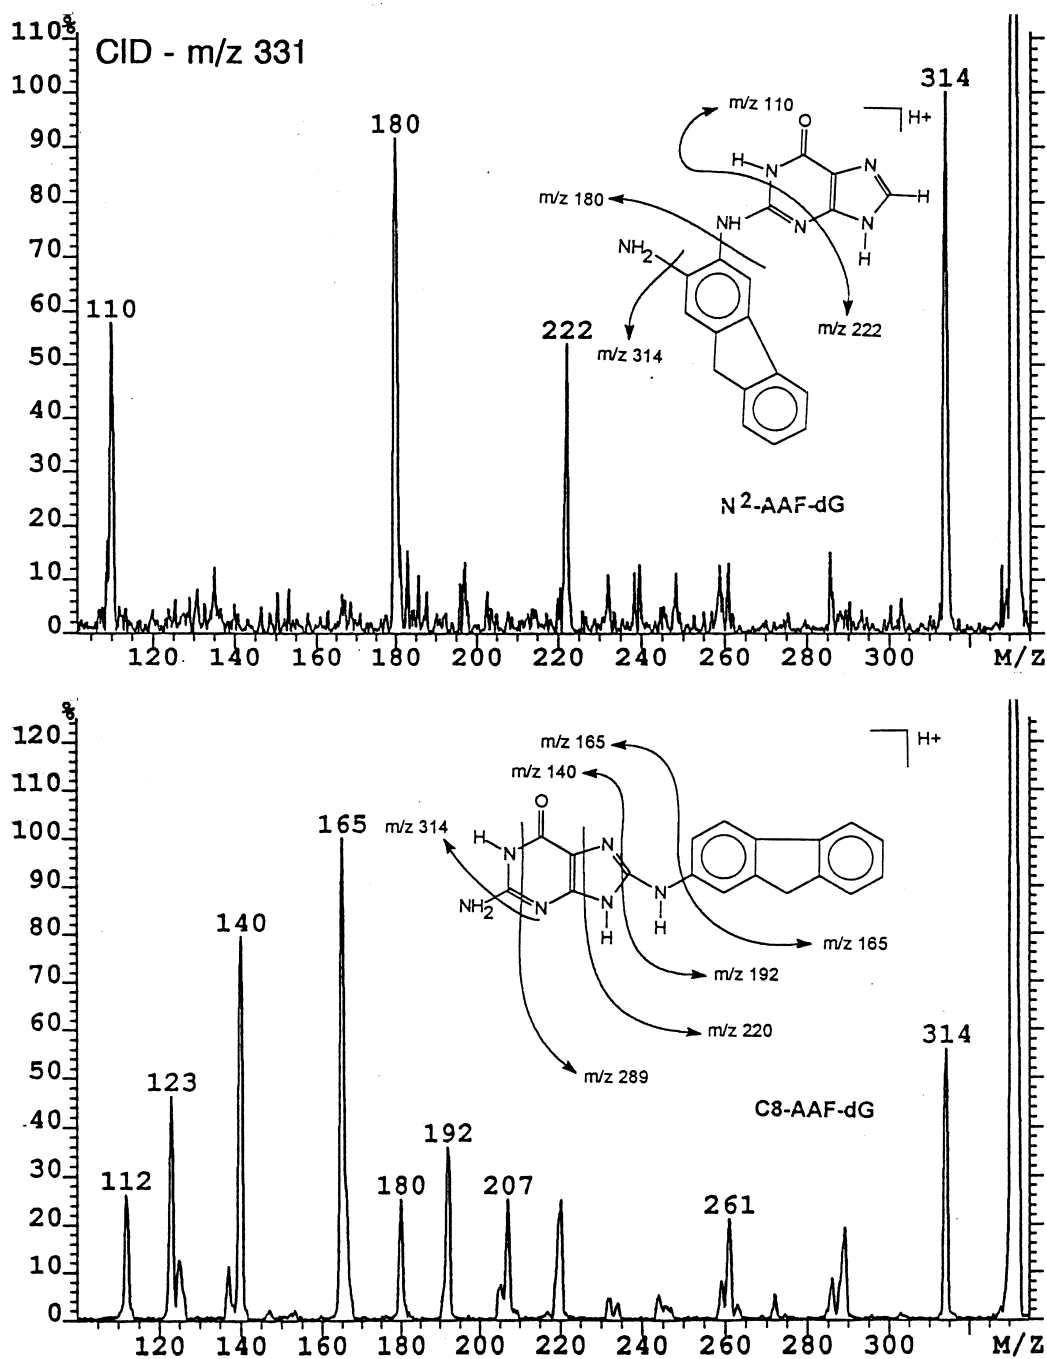 %
110
CID - m/z 331
100
90
80
70
60
50
40
30
20
10
0
110
180
222
314
m/z 110
H+
O
H
N
N
H
m/z 180
NH
N
N
H
NH2
m/z 314
m/z 222
N2-AAF-dG
120 140 160 180 200 220 240 260 280 300 M/Z
%
120
110
100
90
80
70
60
50
40
30
20
10
0
112
123
140
165
180
192
207
261
314
m/z 165
m/z 140
m/z 314
H+
O
H
N
N
NH2
N
N
H
N
H
m/z 165
m/z 192
m/z 220
m/z 289
C8-AAF-dG
120 140 160 180 200 220 240 260 280 300 M/Z